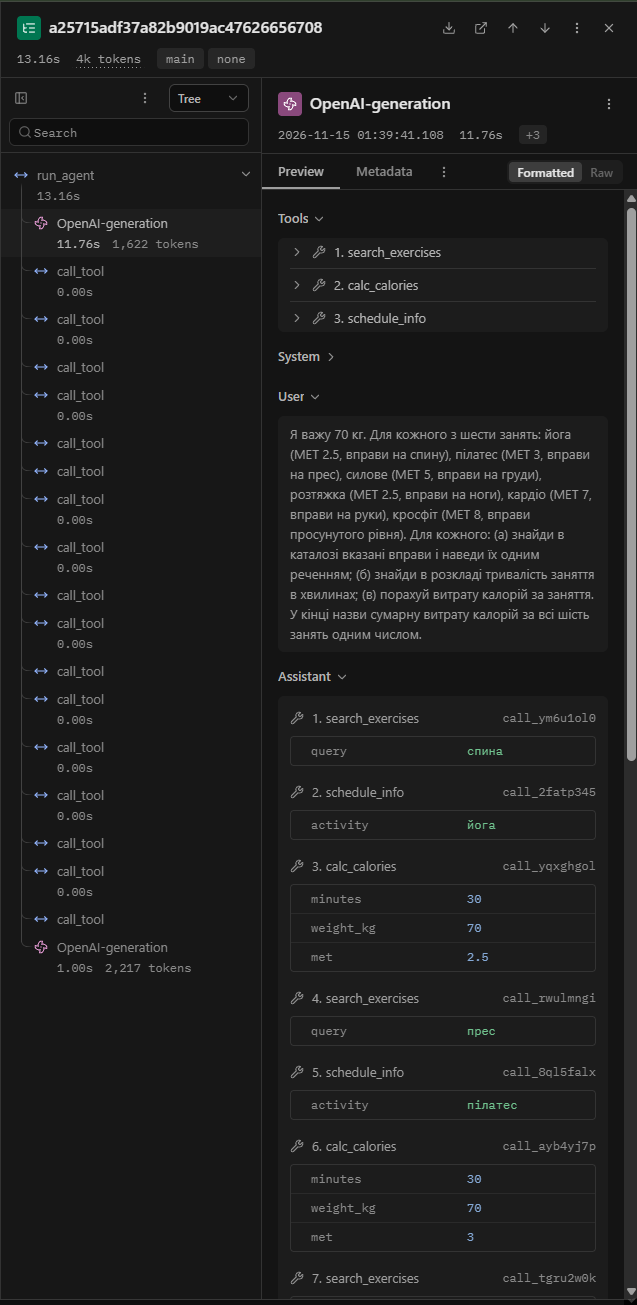 a25715adf37a82b9019ac47626656708
13.16s 4k tokens main none
Tree
Search
run_agent
13.16s
OpenAI-generation
11.76s 1,622 tokens
call_tool
0.00s
call_tool
0.00s
call_tool
call_tool
0.00s
call_tool
call_tool
call_tool
0.00s
call_tool
0.00s
call_tool
call_tool
0.00s
call_tool
call_tool
0.00s
call_tool
0.00s
call_tool
0.00s
call_tool
call_tool
0.00s
call_tool
OpenAI-generation
1.00s 2,217 tokens
OpenAI-generation
2026-11-15 01:39:41.108 11.76s +3
Preview Metadata Formatted Raw
Tools
1. search_exercises
2. calc_calories
3. schedule_info
System
User
Я важу 70 кг. Для кожного з шести занять: йога
(MET 2.5, вправи на спину), пілатес (MET 3, вправи
на прес), силове (MET 5, вправи на груди),
розтяжка (MET 2.5, вправи на ноги), кардіо (MET 7,
вправи на руки), кросфіт (MET 8, вправи
просунутого рівня). Для кожного: (а) знайди в
каталозі вказані вправи і наведи їх одним
реченням; (б) знайди в розкладі тривалість заняття
в хвилинах; (в) порахуй витрату калорій за заняття.
У кінці назви сумарну витрату калорій за всі шість
занять одним числом.
Assistant
1. search_exercises call_ym6u1ol0
query спина
2. schedule_info call_2fatp345
activity йога
3. calc_calories call_yqxghgol
minutes 30
weight_kg 70
met 2.5
4. search_exercises call_rwulmngi
query прес
5. schedule_info call_8ql5falx
activity пілатес
6. calc_calories call_ayb4yj7p
minutes 30
weight_kg 70
met 3
7. search_exercises call_tgru2w0k